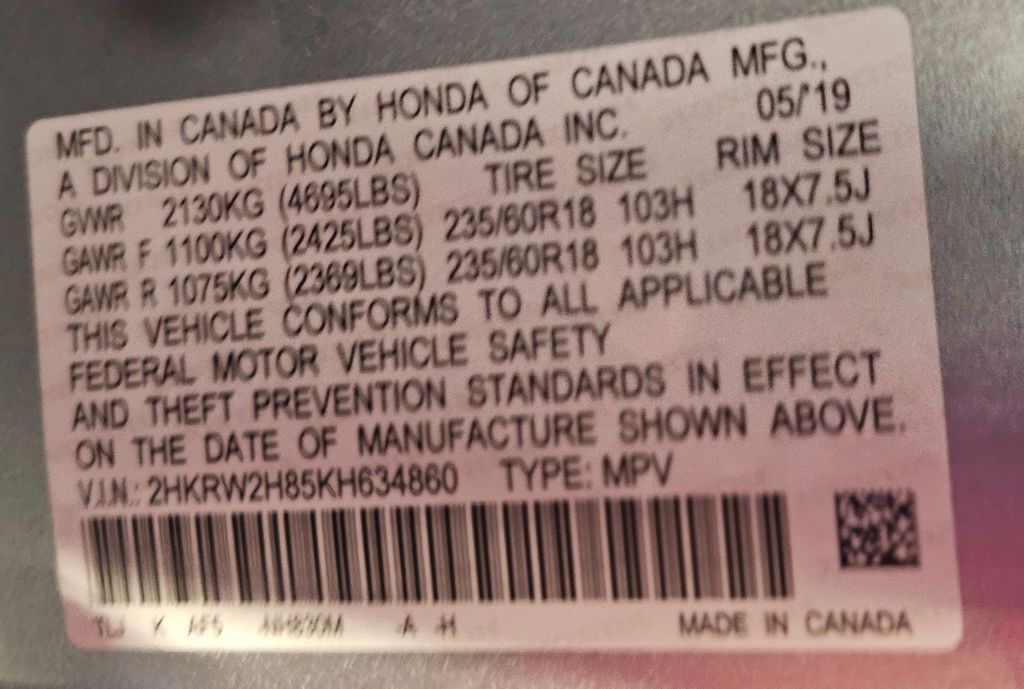 MFD. IN CANADA BY HONDA OF CANADA MFG.,
A DIVISION OF HONDA CANADA INC. 05/'19
GVWR 2130KG (4695LBS) TIRE SIZE RIM SIZE
GAWR F 1100KG (2425LBS) 235/60R18 103H 18X7.5J
GAWR R 1075KG (2369LBS) 235/60R18 103H 18X7.5J
THIS VEHICLE CONFORMS TO ALL APPLICABLE
FEDERAL MOTOR VEHICLE SAFETY
AND THEFT PREVENTION STANDARDS IN EFFECT
ON THE DATE OF MANUFACTURE SHOWN ABOVE.
V.I.N.: 2HKRW2H85KH634860 TYPE: MPV
K -A -H MADE IN CANADA